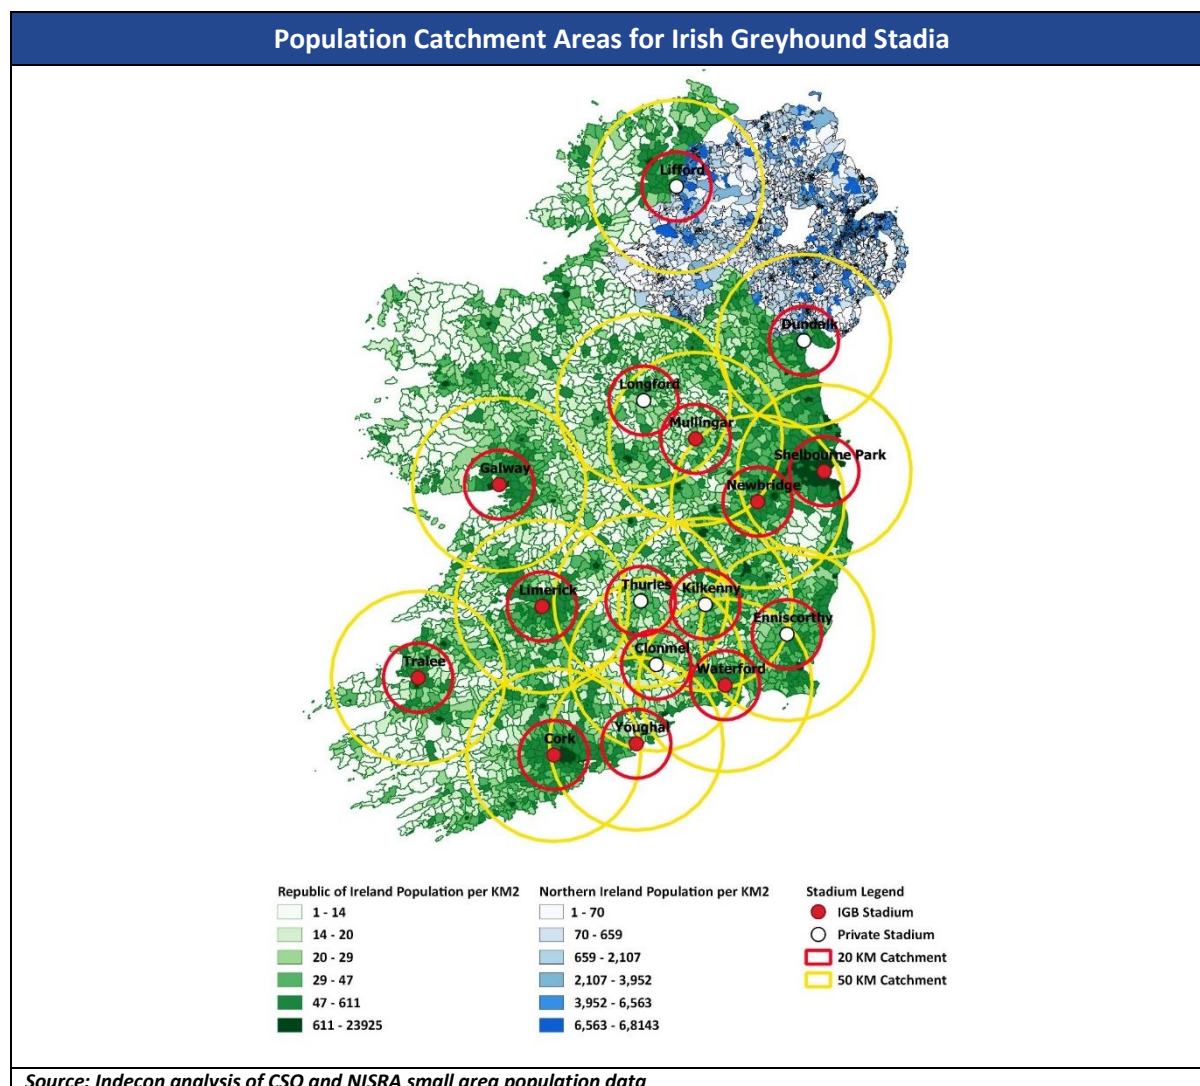 Population Catchment Areas for Irish Greyhound Stadia
Lifford
Dundalk
Longford
Mullingar
Shelbourne Park
Galway
Newbridge
Thurles
Kilkenny
Limerick
Enniscorthy
Clonmel
Tralee
Waterford
Youghal
Cork
Republic of Ireland Population per KM2
1 - 14
14 - 20
20 - 29
29 - 47
47 - 611
611 - 23925
Northern Ireland Population per KM2
1 - 70
70 - 659
659 - 2,107
2,107 - 3,952
3,952 - 6,563
6,563 - 6,8143
Stadium Legend
IGB Stadium
Private Stadium
20 KM Catchment
50 KM Catchment
Source: Indecon analysis of CSO and NISRA small area population data